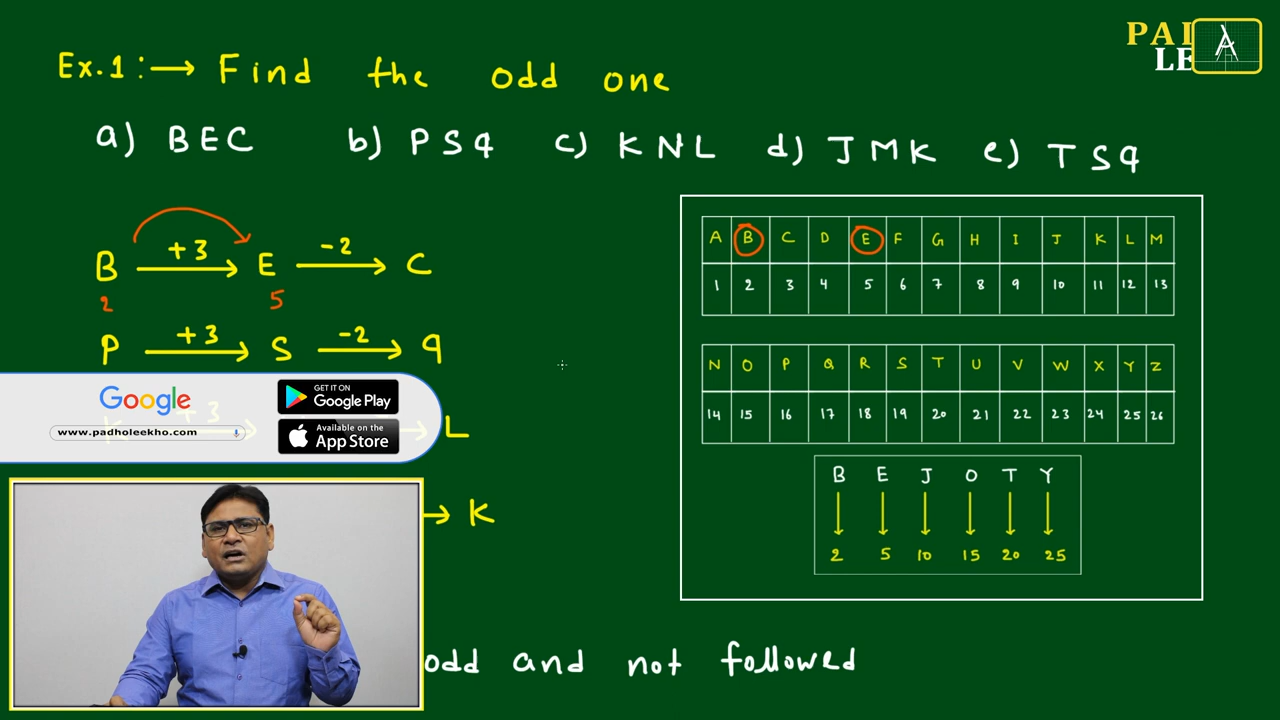 Ex.1:→ Find the odd one
PAI
LE
a) BEC b) PSq c) KNL d) JMK e) TSq
B +3→ E -2→ C
2 5
P +3→ S -2→ q
+3 → L
→ K
Google
www.padholeekho.com
GET IT ON
Google Play
Available on the
App Store
odd and not followed
A B C D E F G H I J K L M
1 2 3 4 5 6 7 8 9 10 11 12 13
N O P Q R S T U V W X Y Z
14 15 16 17 18 19 20 21 22 23 24 25 26
B E J O T Y
2 5 10 15 20 25